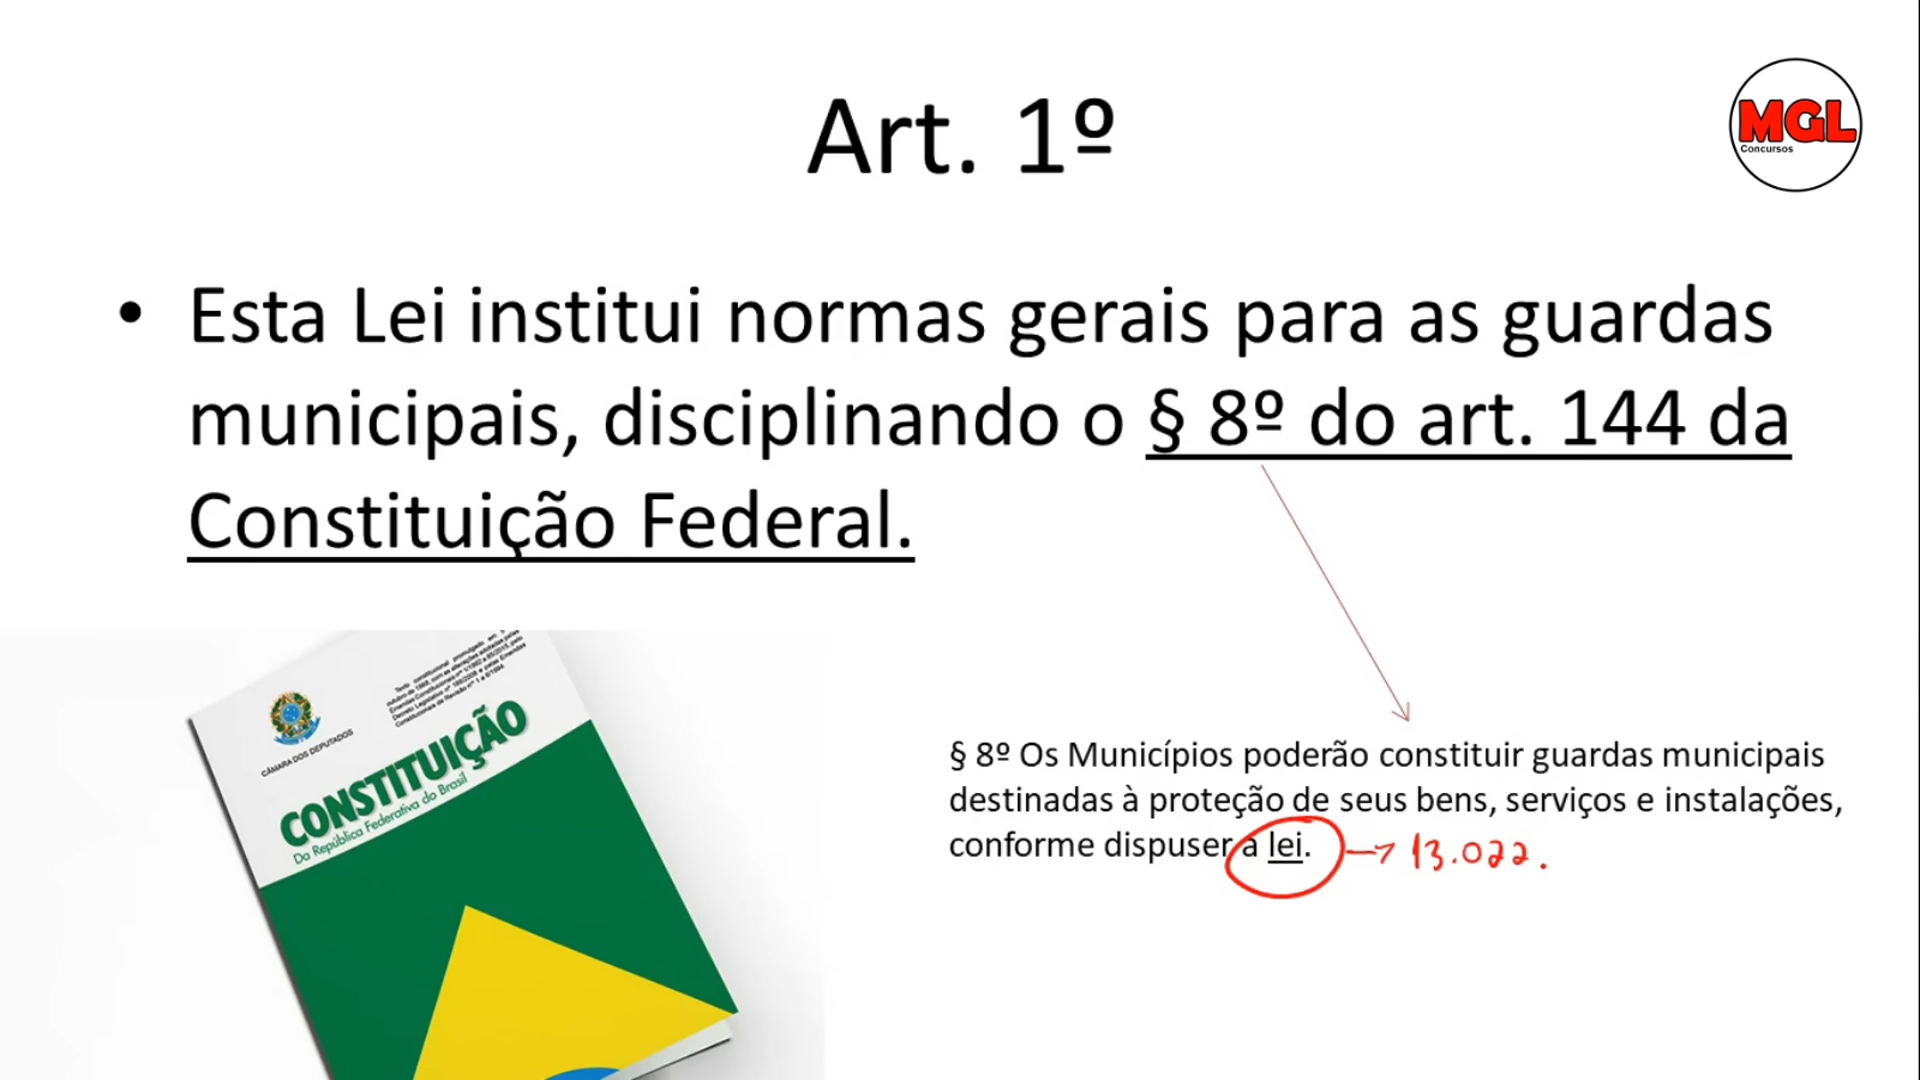 Art. 1º
MGL
Concursos
• Esta Lei institui normas gerais para as guardas
municipais, disciplinando o § 8º do art. 144 da
Constituição Federal.
CÂMARA DOS DEPUTADOS
CONSTITUIÇÃO
Da República Federativa do Brasil
§ 8º Os Municípios poderão constituir guardas municipais
destinadas à proteção de seus bens, serviços e instalações,
conforme dispuser a lei. → 13.022.